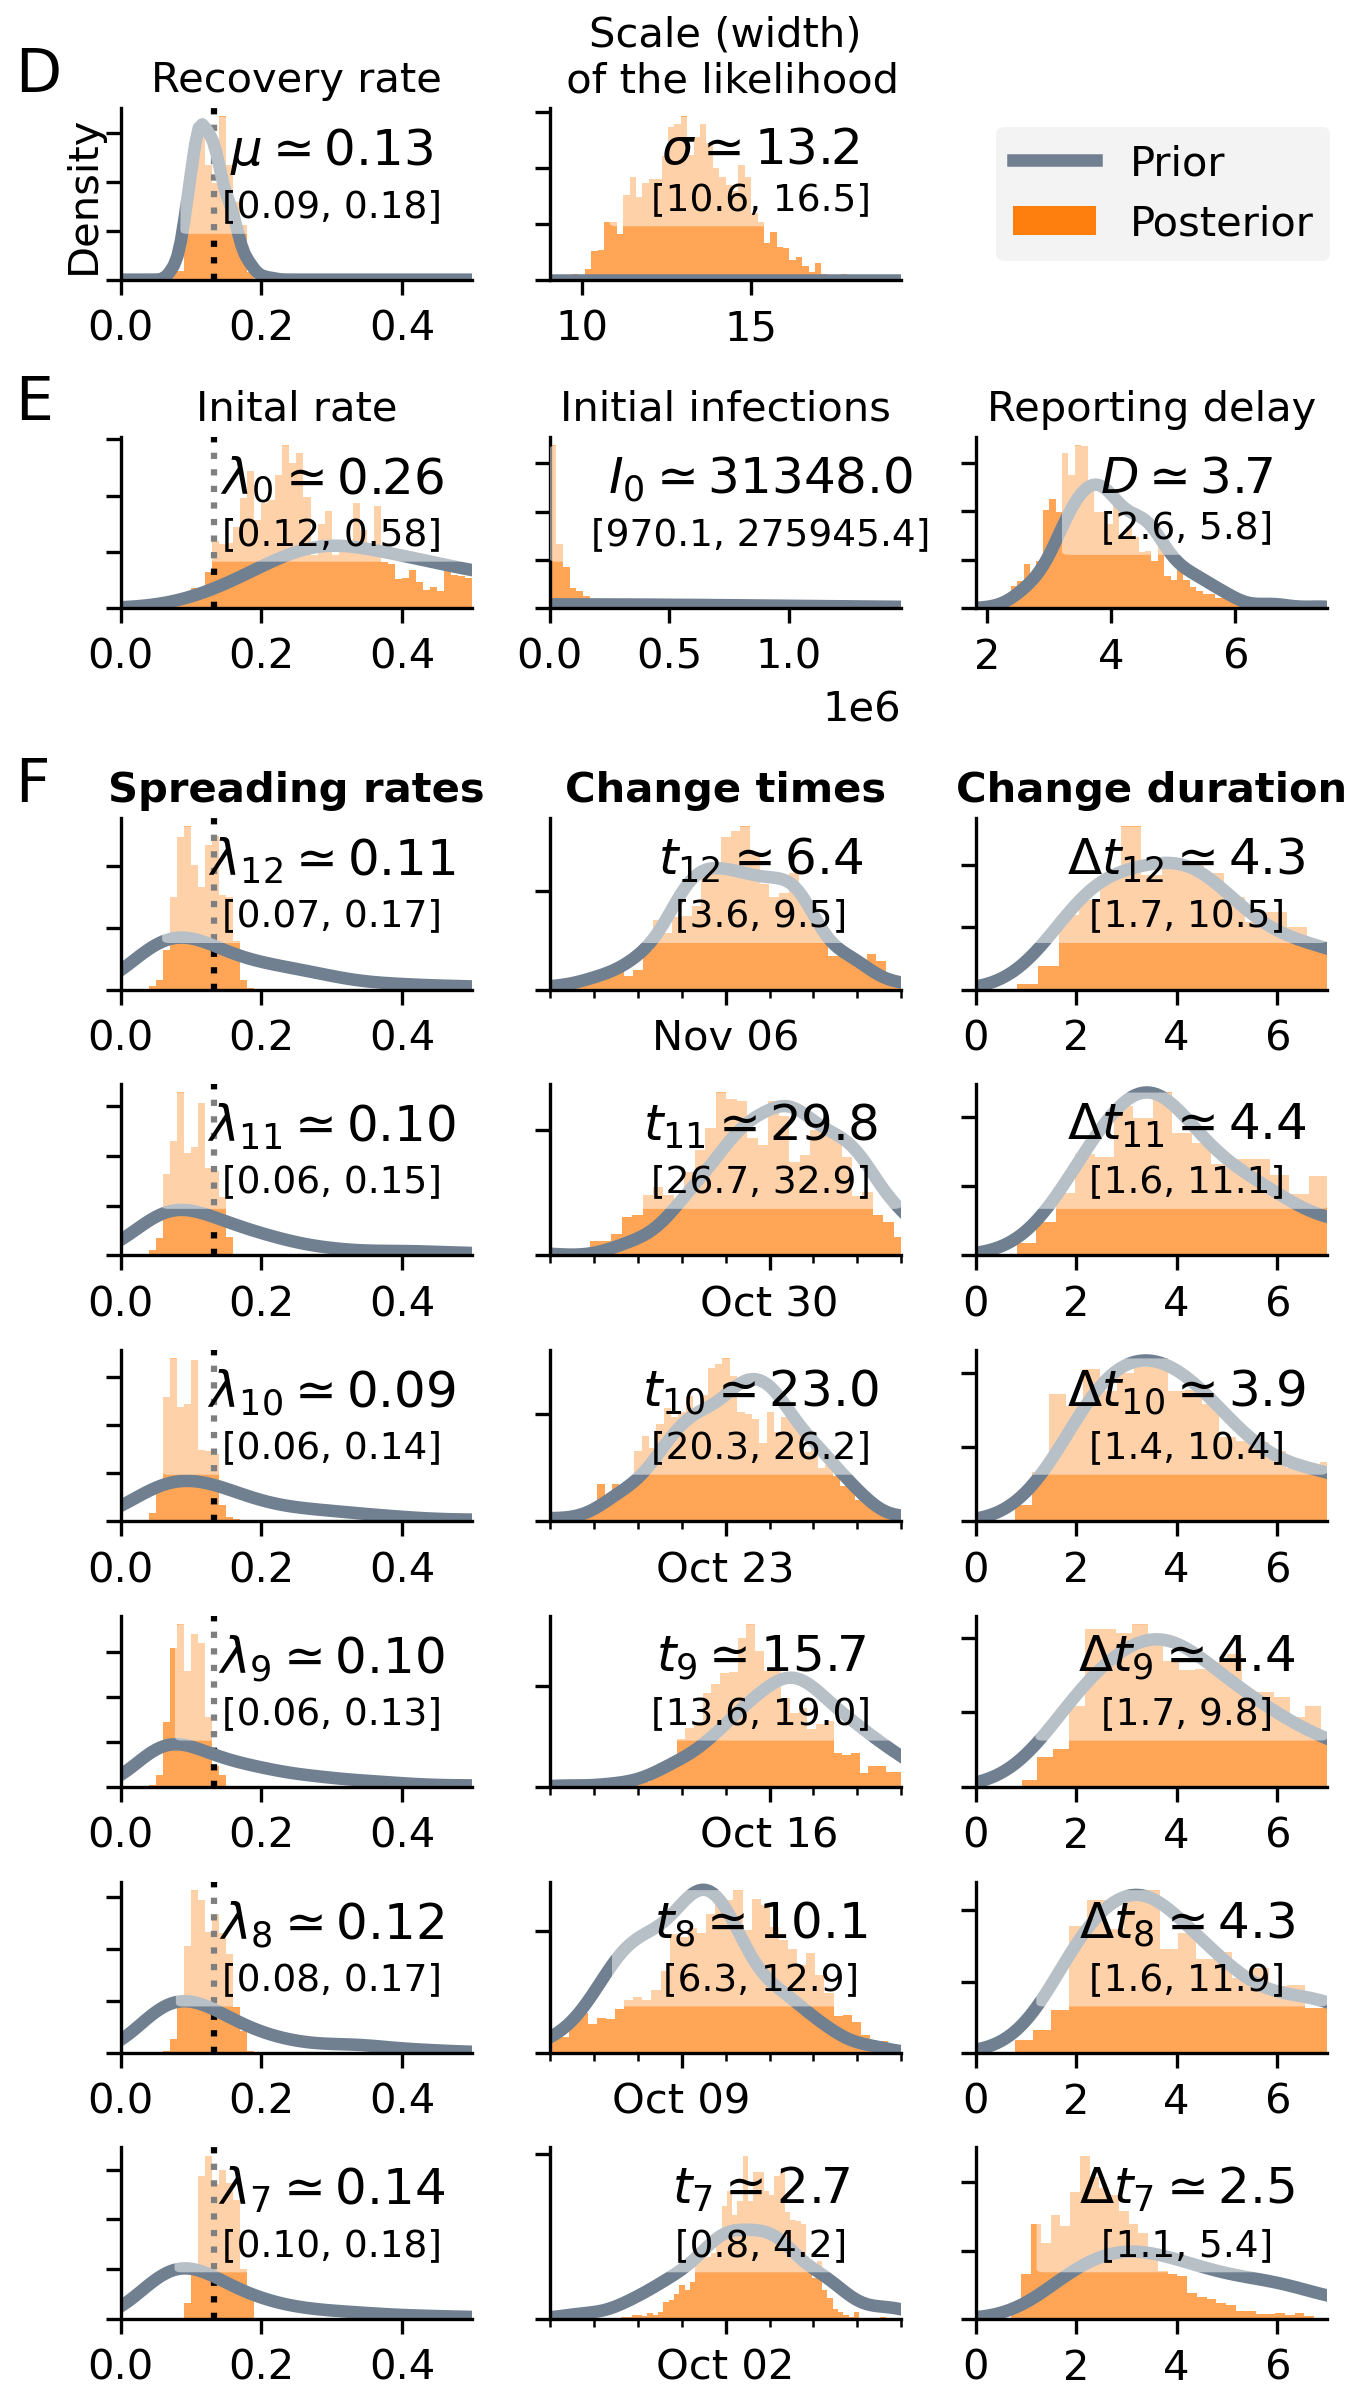 D
Recovery rate
Scale (width)
of the likelihood
Density
μ ≃ 0.13
[0.09, 0.18]
σ ≃ 13.2
[10.6, 16.5]
Prior
Posterior
0.0 0.2 0.4
10 15
E
Inital rate
Initial infections
Reporting delay
λ₀ ≃ 0.26
[0.12, 0.58]
I₀ ≃ 31348.0
[970.1, 275945.4]
D ≃ 3.7
[2.6, 5.8]
0.0 0.2 0.4
0.0 0.5 1.0
1e6
2 4 6
F
Spreading rates
Change times
Change duration
λ₁₂ ≃ 0.11
[0.07, 0.17]
t₁₂ ≃ 6.4
[3.6, 9.5]
Δt₁₂ ≃ 4.3
[1.7, 10.5]
0.0 0.2 0.4
Nov 06
0 2 4 6
λ₁₁ ≃ 0.10
[0.06, 0.15]
t₁₁ ≃ 29.8
[26.7, 32.9]
Δt₁₁ ≃ 4.4
[1.6, 11.1]
0.0 0.2 0.4
Oct 30
0 2 4 6
λ₁₀ ≃ 0.09
[0.06, 0.14]
t₁₀ ≃ 23.0
[20.3, 26.2]
Δt₁₀ ≃ 3.9
[1.4, 10.4]
0.0 0.2 0.4
Oct 23
0 2 4 6
λ₉ ≃ 0.10
[0.06, 0.13]
t₉ ≃ 15.7
[13.6, 19.0]
Δt₉ ≃ 4.4
[1.7, 9.8]
0.0 0.2 0.4
Oct 16
0 2 4 6
λ₈ ≃ 0.12
[0.08, 0.17]
t₈ ≃ 10.1
[6.3, 12.9]
Δt₈ ≃ 4.3
[1.6, 11.9]
0.0 0.2 0.4
Oct 09
0 2 4 6
λ₇ ≃ 0.14
[0.10, 0.18]
t₇ ≃ 2.7
[0.8, 4.2]
Δt₇ ≃ 2.5
[1.1, 5.4]
0.0 0.2 0.4
Oct 02
0 2 4 6